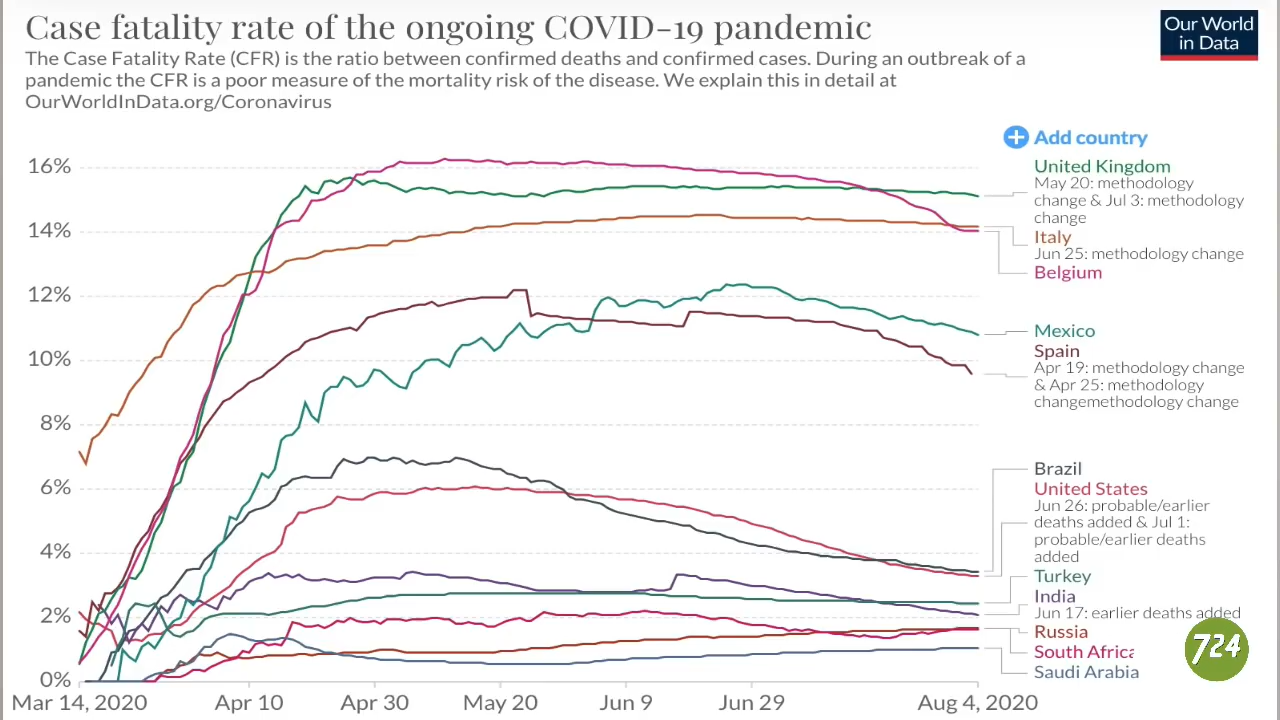 Case fatality rate of the ongoing COVID-19 pandemic
Our World
in Data
The Case Fatality Rate (CFR) is the ratio between confirmed deaths and confirmed cases. During an outbreak of a
pandemic the CFR is a poor measure of the mortality risk of the disease. We explain this in detail at
OurWorldInData.org/Coronavirus
Add country
16%
14%
12%
10%
8%
6%
4%
2%
0%
United Kingdom
May 20: methodology
change & Jul 3: methodology
change
Italy
Jun 25: methodology change
Belgium
Mexico
Spain
Apr 19: methodology change
& Apr 25: methodology
changemethodology change
Brazil
United States
Jun 26: probable/earlier
deaths added & Jul 1:
probable/earlier deaths
added
Turkey
India
Jun 17: earlier deaths added
Russia
South Africa
Saudi Arabia
724
Mar 14, 2020
Apr 10
Apr 30
May 20
Jun 9
Jun 29
Aug 4, 2020